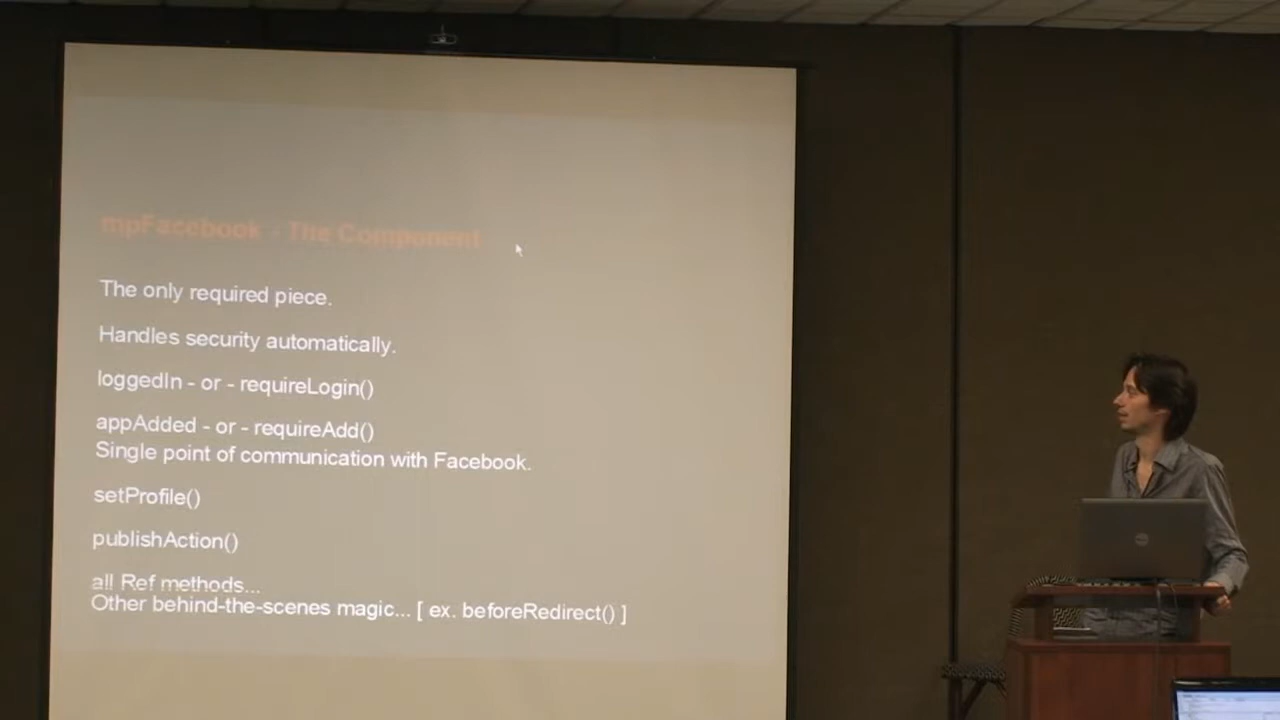 mpFacebook - The Component
The only required piece.
Handles security automatically.
loggedIn - or - requireLogin()
appAdded - or - requireAdd()
Single point of communication with Facebook.
setProfile()
publishAction()
all Ref methods...
Other behind-the-scenes magic... [ ex. beforeRedirect() ]